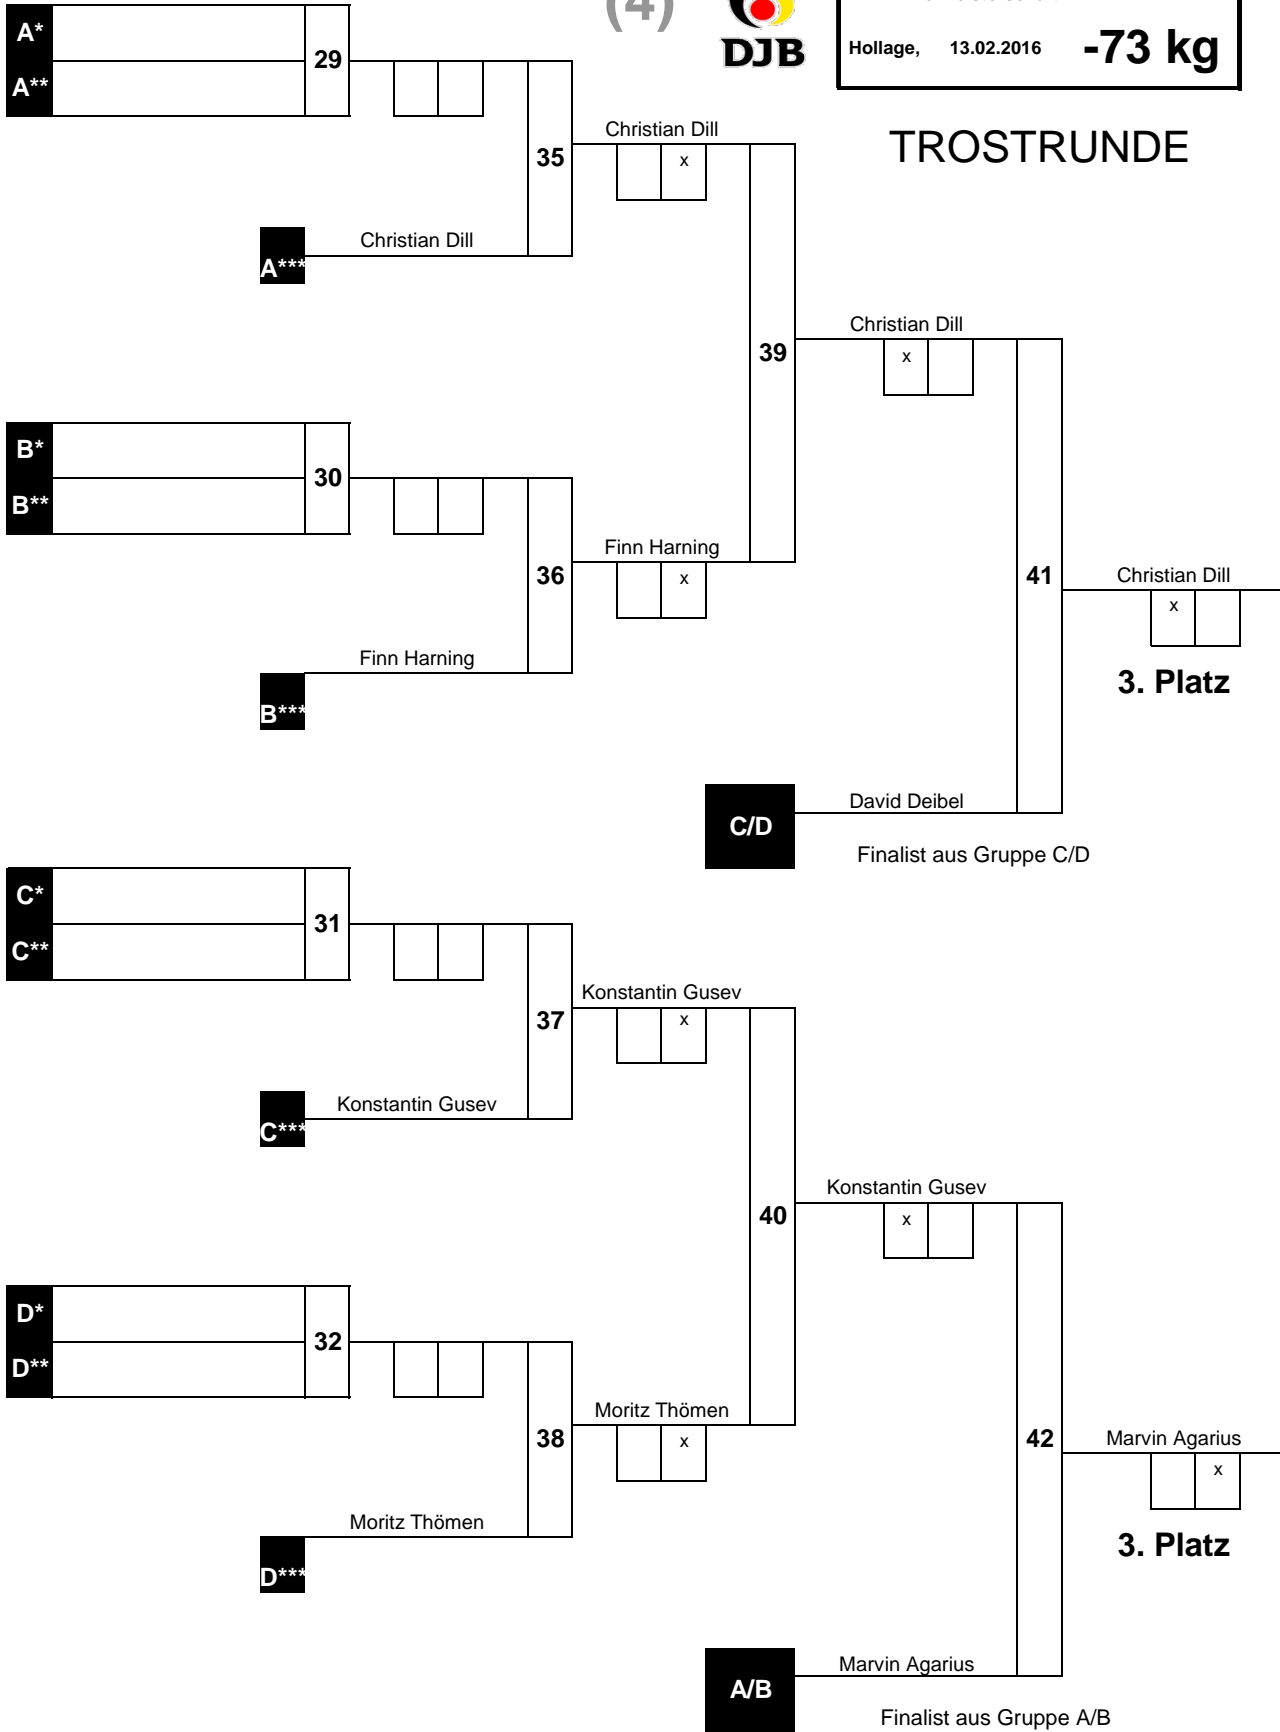 (4)
DJB
Hollage, 13.02.2016 -73 kg
TROSTRUNDE
A*
A**
29
35
Christian Dill
x
Christian Dill
A***
39
Christian Dill
x
B*
B**
30
36
Finn Harning
x
Finn Harning
B***
41
Christian Dill
x
3. Platz
C/D
David Deibel
Finalist aus Gruppe C/D
C*
C**
31
37
Konstantin Gusev
x
Konstantin Gusev
C***
40
Konstantin Gusev
x
D*
D**
32
38
Moritz Thömen
x
Moritz Thömen
D***
42
Marvin Agarius
x
3. Platz
A/B
Marvin Agarius
Finalist aus Gruppe A/B